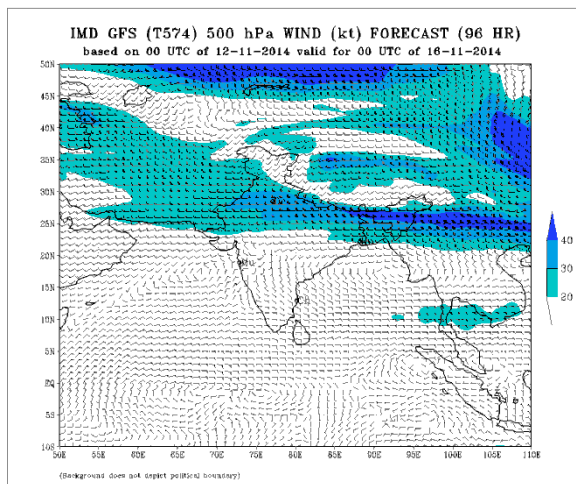 IMD GFS (T574) 500 hPa WIND (kt) FORECAST (96 HR)
based on 00 UTC of 12-11-2014 valid for 00 UTC of 16-11-2014
50N
45N
40N
35N
30N
25N
20N
15N
10N
5N
EQ
5S
10S
50E 55E 60E 65E 70E 75E 80E 85E 90E 95E 100E 105E 110E
40
30
20
(Background does not depict political boundary)